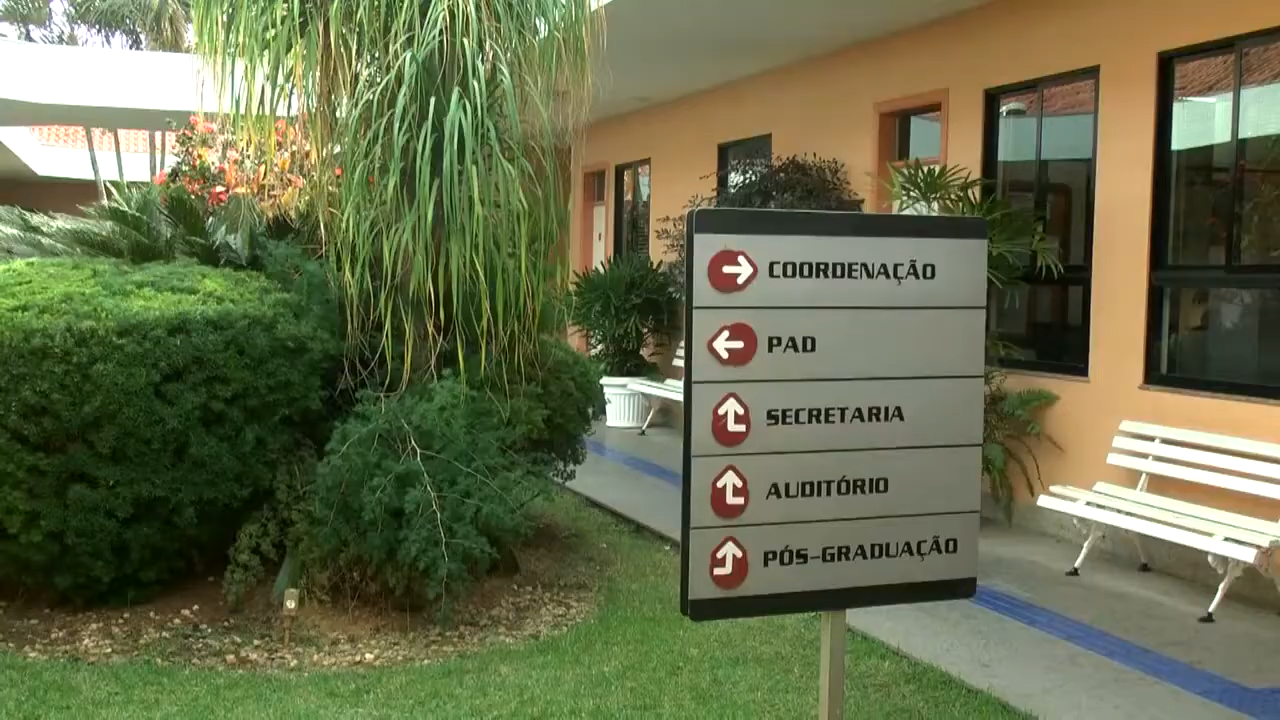 COORDENAÇÃO
PAD
SECRETARIA
AUDITÓRIO
PÓS-GRADUAÇÃO